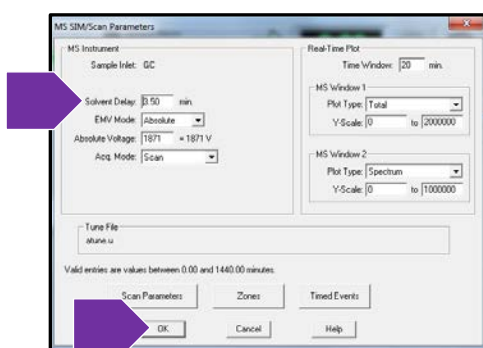 MS SIM/Scan Parameters
MS Instrument
Sample Inlet: GC
Solvent Delay: 3.50 min.
EMV Mode: Absolute
Absolute Voltage: 1871 = 1871 V
Acq. Mode: Scan
Real-Time Plot
Time Window: 20 min.
MS Window 1
Plot Type: Total
Y-Scale: 0 to 2000000
MS Window 2
Plot Type: Spectrum
Y-Scale: 0 to 1000000
Tune File
atune.u
Valid entries are values between 0.00 and 1440.00 minutes.
Scan Parameters Zones Timed Events
OK Cancel Help